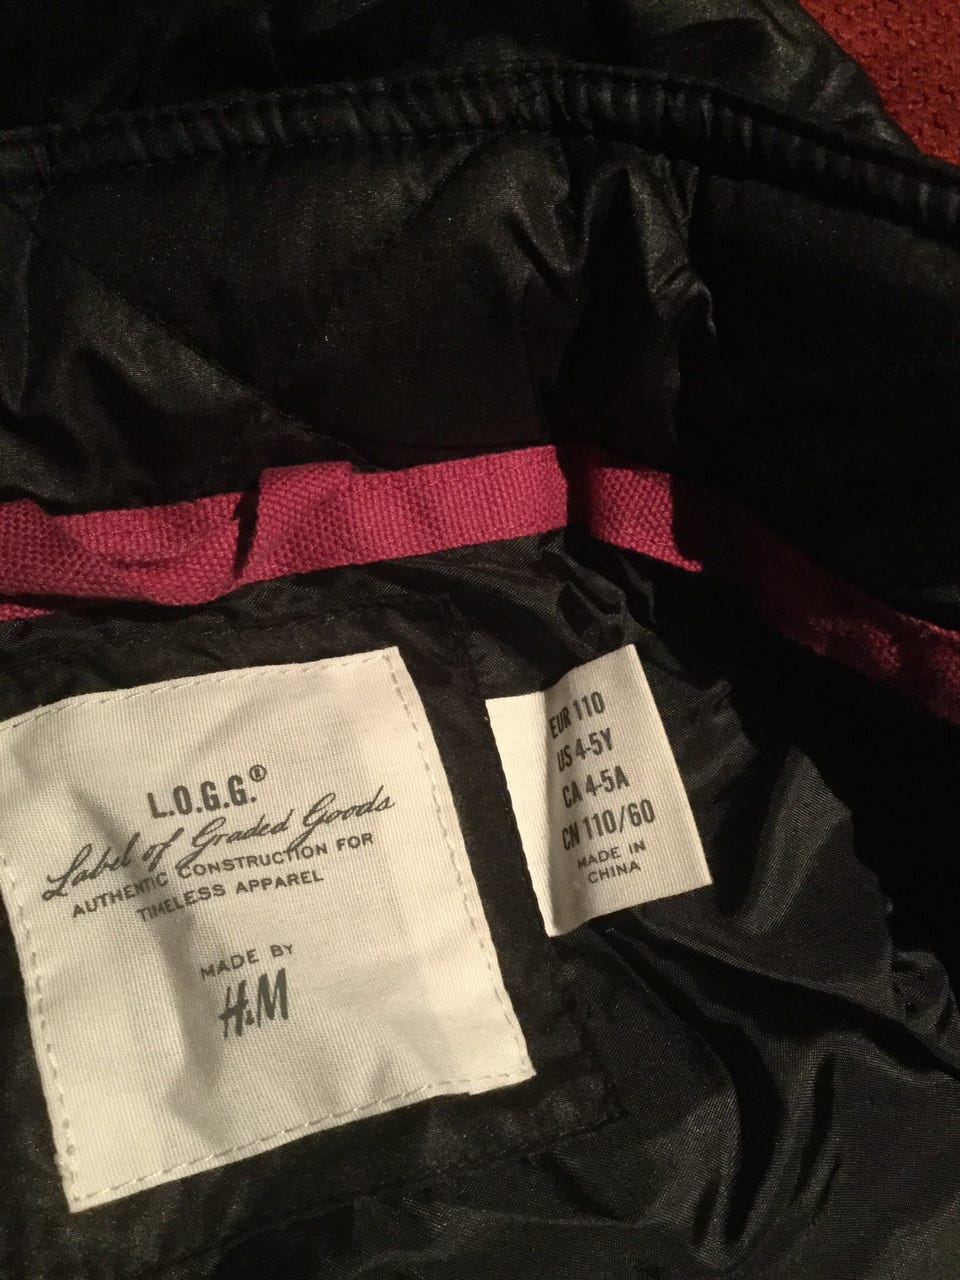 L.O.G.G.®
Label of Graded Goods
AUTHENTIC CONSTRUCTION FOR
TIMELESS APPAREL
MADE BY
H&M
EUR 110
US 4-5Y
CA 4-5A
CN 110/60
MADE IN
CHINA